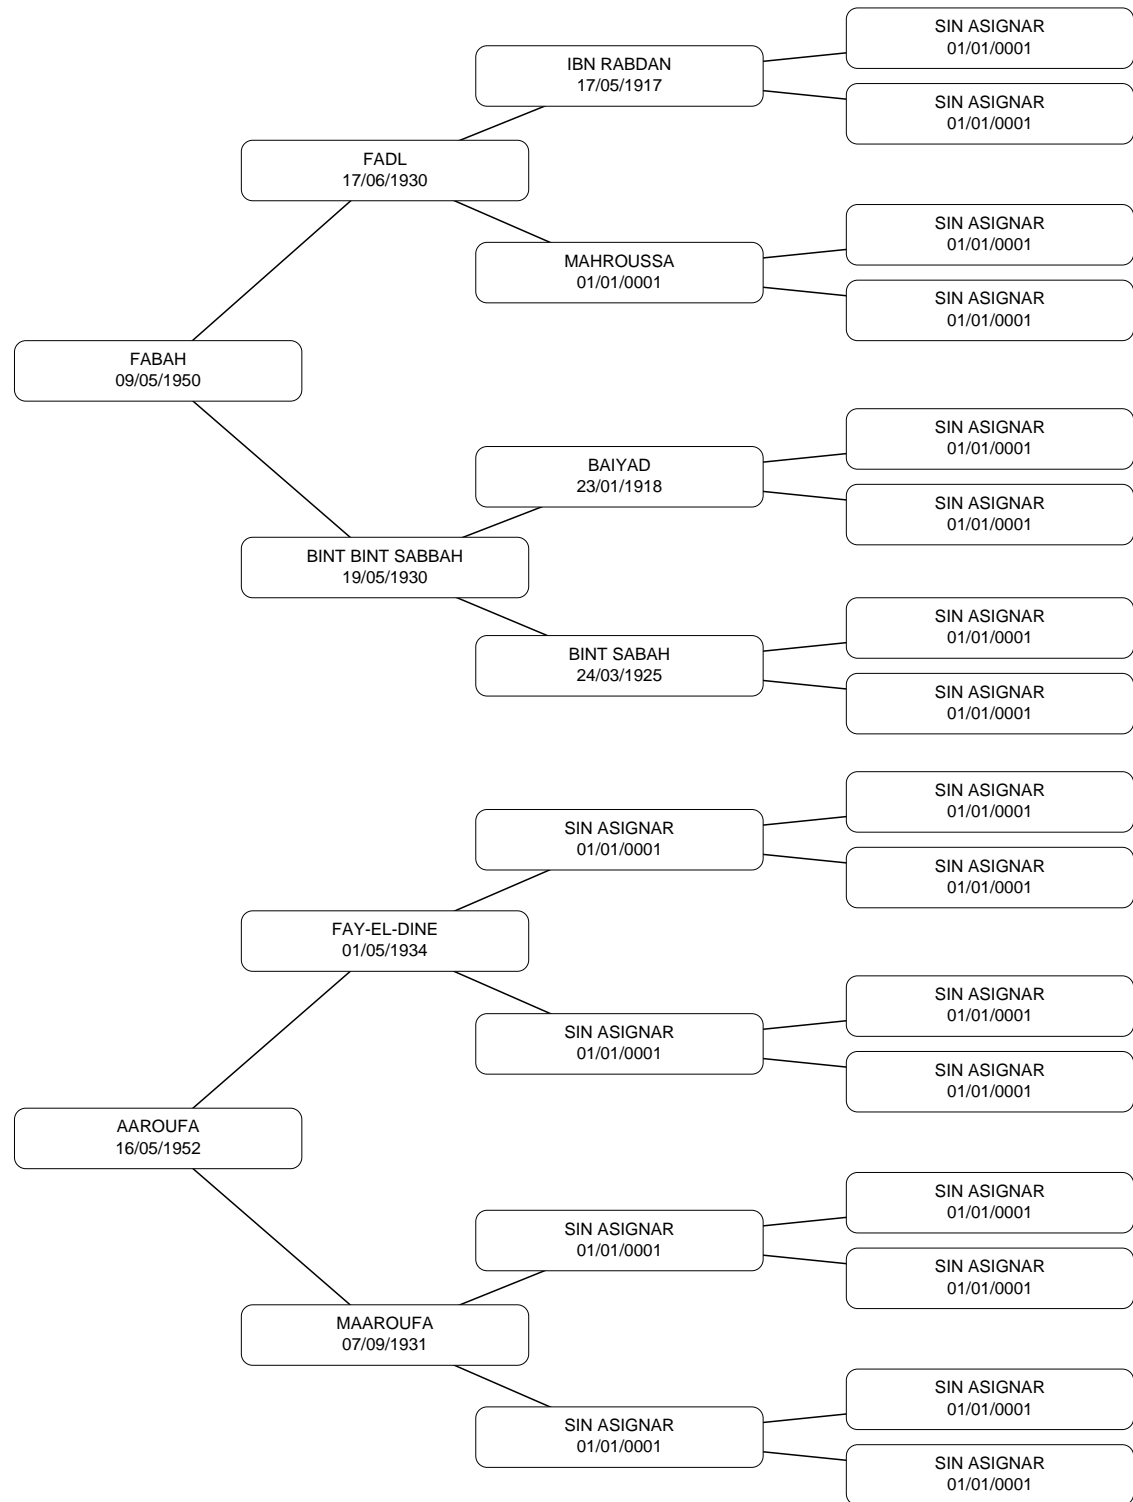 SIN ASIGNAR
01/01/0001
IBN RABDAN
17/05/1917
SIN ASIGNAR
01/01/0001
FADL
17/06/1930
SIN ASIGNAR
01/01/0001
MAHROUSSA
01/01/0001
SIN ASIGNAR
01/01/0001
FABAH
09/05/1950
SIN ASIGNAR
01/01/0001
BAIYAD
23/01/1918
SIN ASIGNAR
01/01/0001
BINT BINT SABBAH
19/05/1930
SIN ASIGNAR
01/01/0001
BINT SABAH
24/03/1925
SIN ASIGNAR
01/01/0001
SIN ASIGNAR
01/01/0001
SIN ASIGNAR
01/01/0001
SIN ASIGNAR
01/01/0001
FAY-EL-DINE
01/05/1934
SIN ASIGNAR
01/01/0001
SIN ASIGNAR
01/01/0001
SIN ASIGNAR
01/01/0001
AAROUFA
16/05/1952
SIN ASIGNAR
01/01/0001
SIN ASIGNAR
01/01/0001
SIN ASIGNAR
01/01/0001
MAAROUFA
07/09/1931
SIN ASIGNAR
01/01/0001
SIN ASIGNAR
01/01/0001
SIN ASIGNAR
01/01/0001